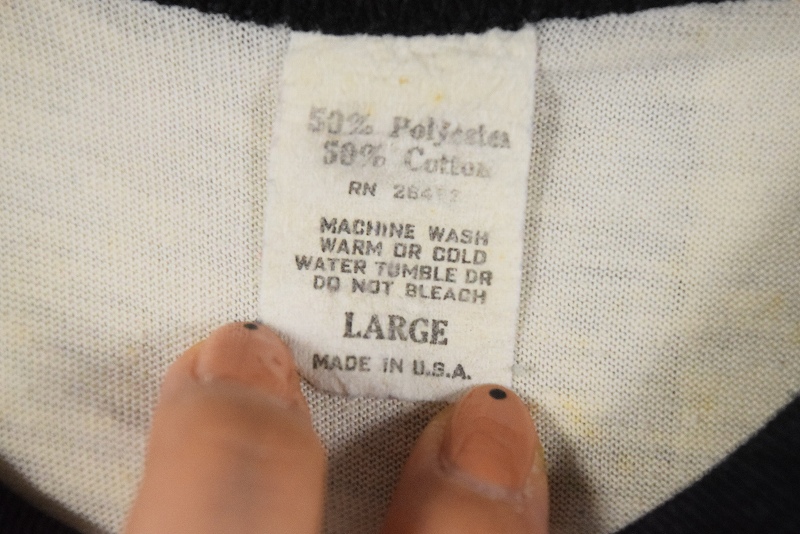 50% Polyester
50% Cotton
RN
MACHINE WASH
WARM OR COLD
WATER TUMBLE DR
DO NOT BLEACH
LARGE
MADE IN U.S.A.